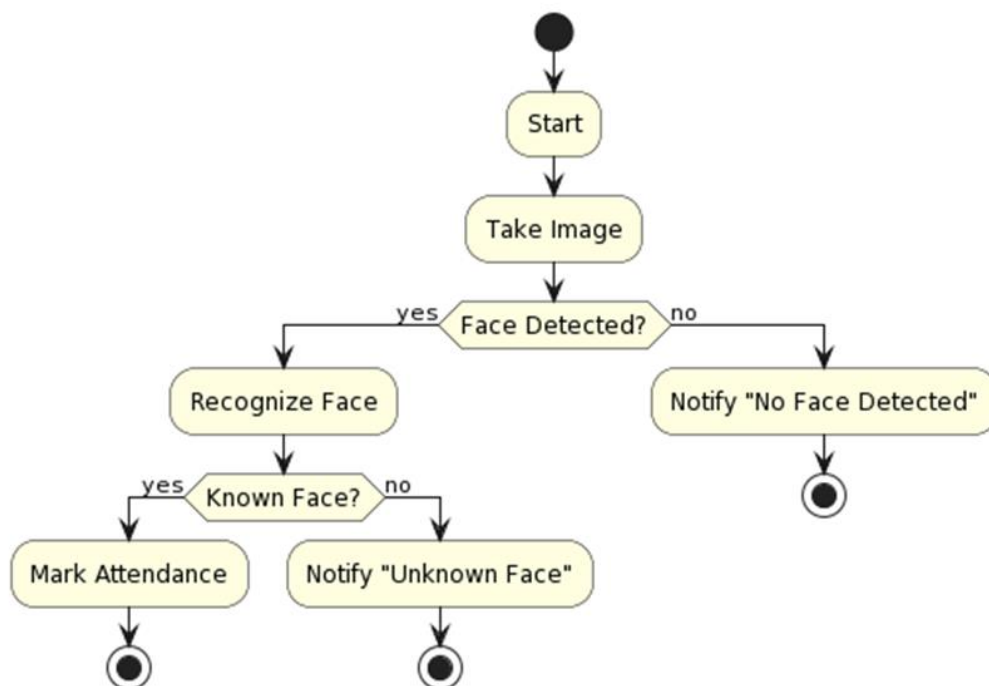 Start
Take Image
yes
Face Detected?
no
Recognize Face
Notify "No Face Detected"
yes
Known Face?
no
Mark Attendance
Notify "Unknown Face"